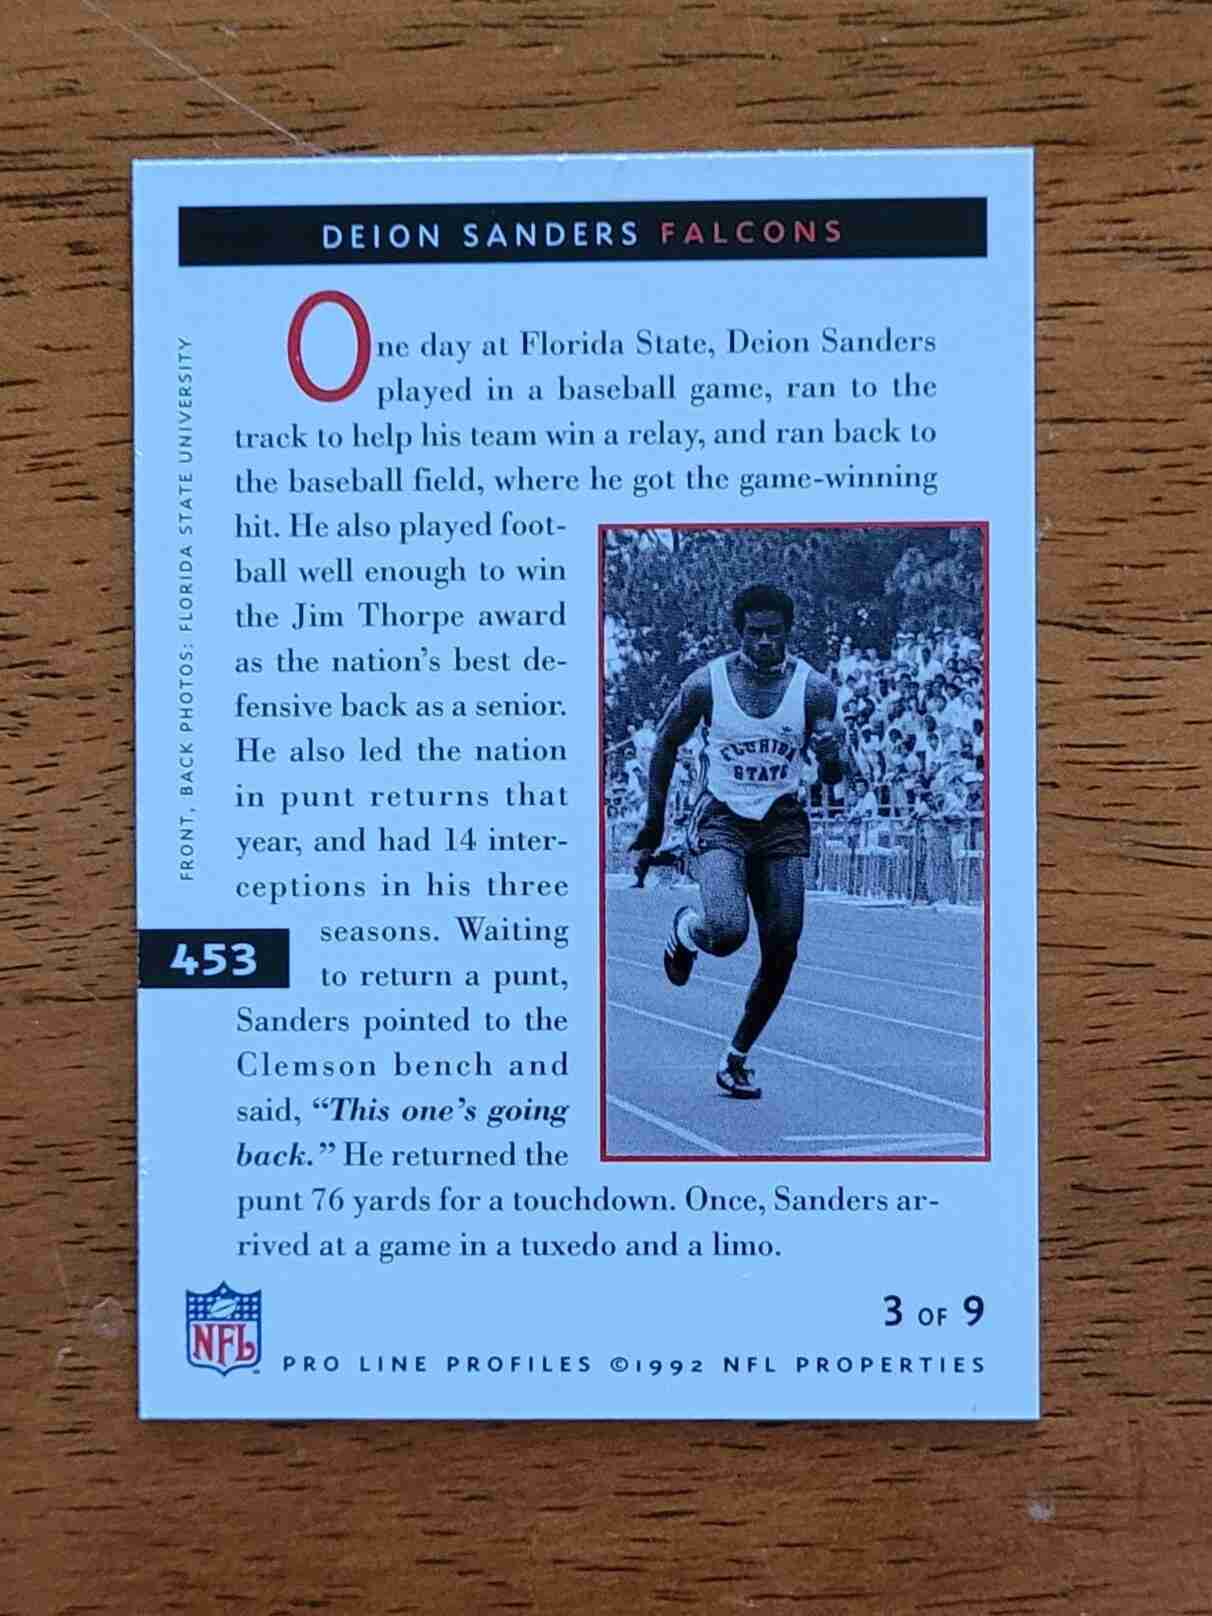 DEION SANDERS FALCONS
One day at Florida State, Deion Sanders
played in a baseball game, ran to the
track to help his team win a relay, and ran back to
the baseball field, where he got the game-winning
hit. He also played foot-
ball well enough to win
the Jim Thorpe award
as the nation's best de-
fensive back as a senior.
He also led the nation
in punt returns that
year, and had 14 inter-
ceptions in his three
seasons. Waiting
to return a punt,
Sanders pointed to the
Clemson bench and
said, “This one's going
back.” He returned the
punt 76 yards for a touchdown. Once, Sanders ar-
rived at a game in a tuxedo and a limo.
FRONT, BACK PHOTOS: FLORIDA STATE UNIVERSITY
453
FLORIDA
STATE
3 OF 9
NFL
PRO LINE PROFILES ©1992 NFL PROPERTIES